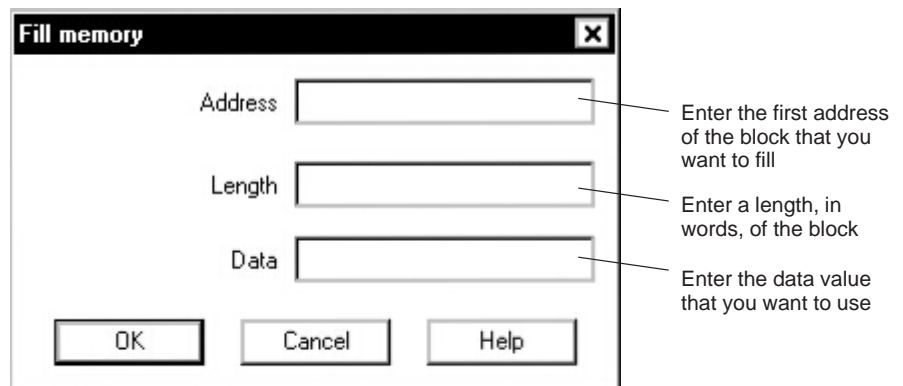 Fill memory
Address
Enter the first address
of the block that you
want to fill
Length
Enter a length, in
words, of the block
Data
Enter the data value
that you want to use
OK
Cancel
Help